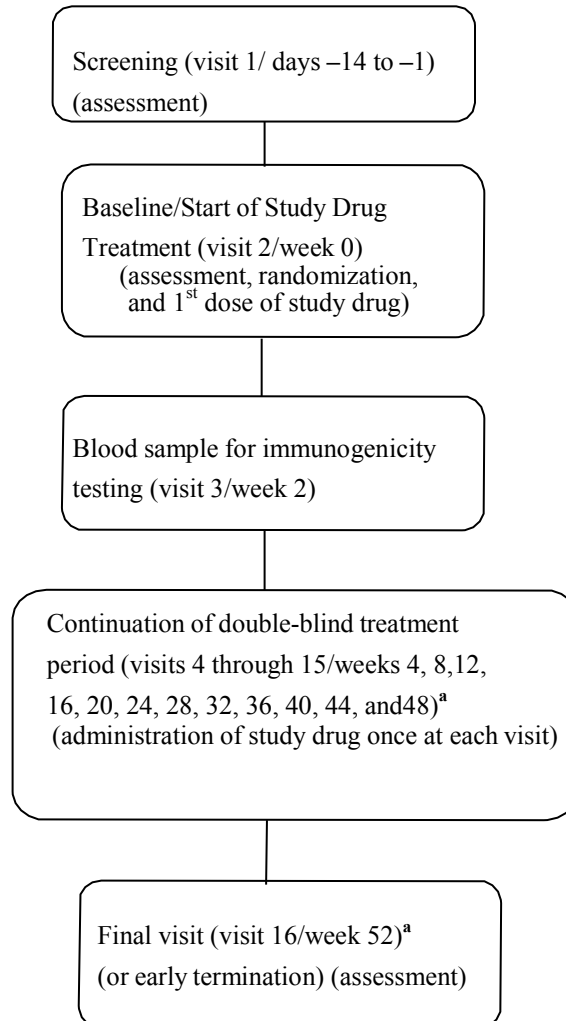 Screening (visit 1/ days –14 to –1)
(assessment)
Baseline/Start of Study Drug
Treatment (visit 2/week 0)
(assessment, randomization,
and 1st dose of study drug)
Blood sample for immunogenicity
testing (visit 3/week 2)
Continuation of double-blind treatment
period (visits 4 through 15/weeks 4, 8,12,
16, 20, 24, 28, 32, 36, 40, 44, and48)a
(administration of study drug once at each visit)
Final visit (visit 16/week 52)a
(or early termination) (assessment)